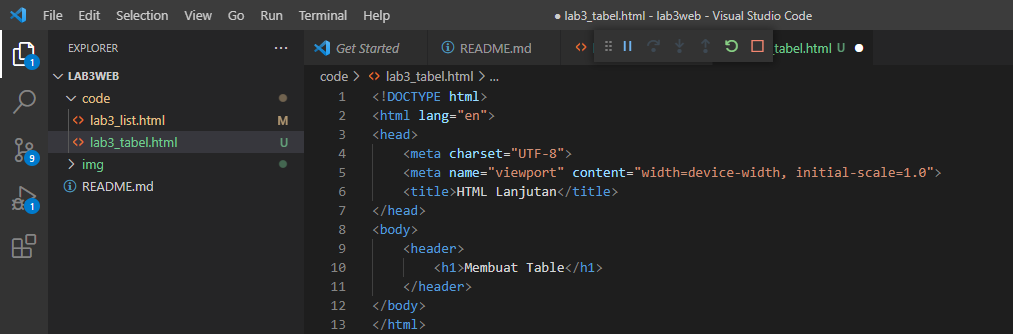 File Edit Selection View Go Run Terminal Help
● lab3_tabel.html - lab3web - Visual Studio Code
EXPLORER ...
Get Started
README.md
tabel.html U ●
LAB3WEB
code
lab3_list.html M
lab3_tabel.html U
img
README.md
1
9
1
code > lab3_tabel.html > ...
1 <!DOCTYPE html>
2 <html lang="en">
3 <head>
4 <meta charset="UTF-8">
5 <meta name="viewport" content="width=device-width, initial-scale=1.0">
6 <title>HTML Lanjutan</title>
7 </head>
8 <body>
9 <header>
10 <h1>Membuat Table</h1>
11 </header>
12 </body>
13 </html>